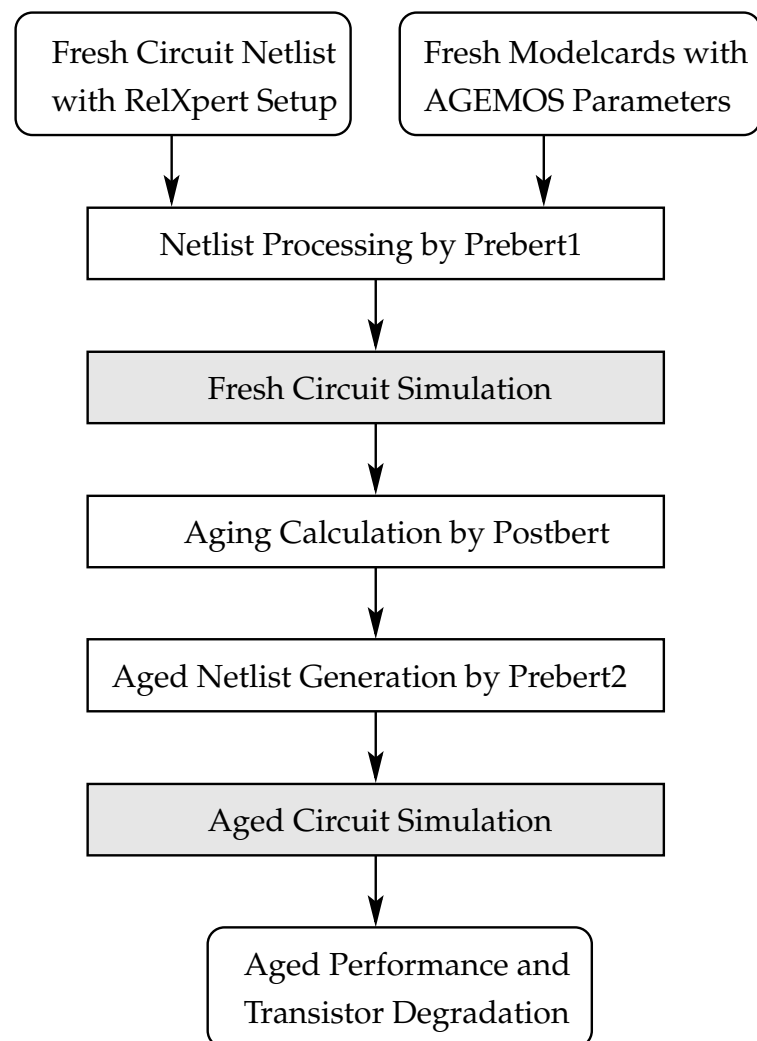 Fresh Circuit Netlist
with RelXpert Setup
Fresh Modelcards with
AGEMOS Parameters
Netlist Processing by Prebert1
Fresh Circuit Simulation
Aging Calculation by Postbert
Aged Netlist Generation by Prebert2
Aged Circuit Simulation
Aged Performance and
Transistor Degradation